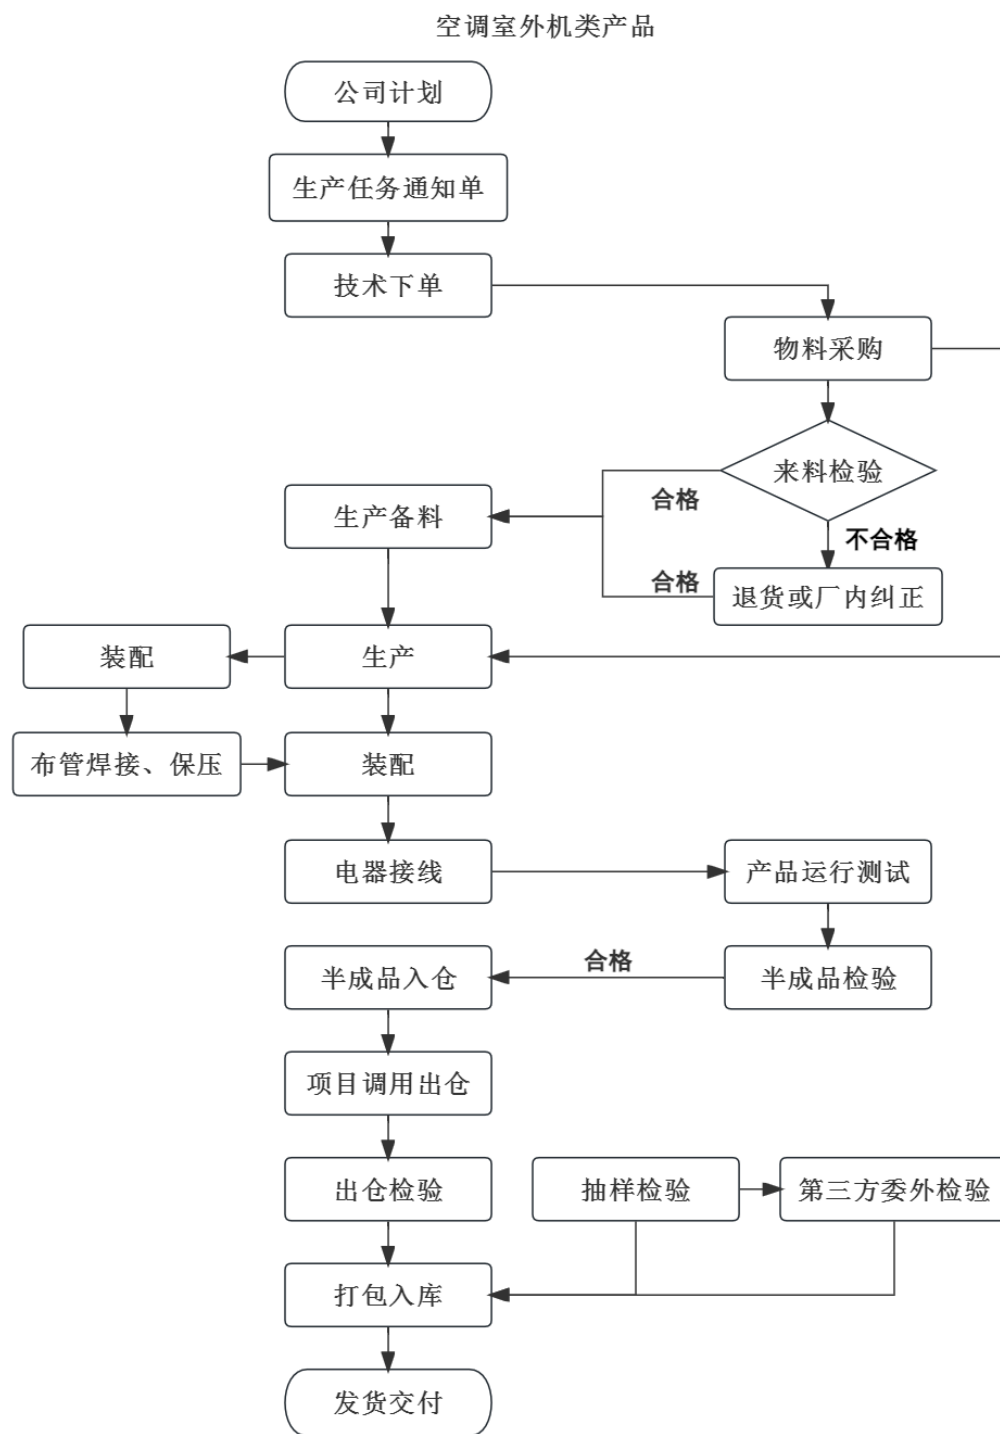 空调室外机类产品
公司计划
生产任务通知单
技术下单
物料采购
来料检验
合格
生产备料
不合格
合格
退货或厂内纠正
装配
生产
布管焊接、保压
装配
电器接线
产品运行测试
合格
半成品入仓
半成品检验
项目调用出仓
出仓检验
抽样检验
第三方委外检验
打包入库
发货交付